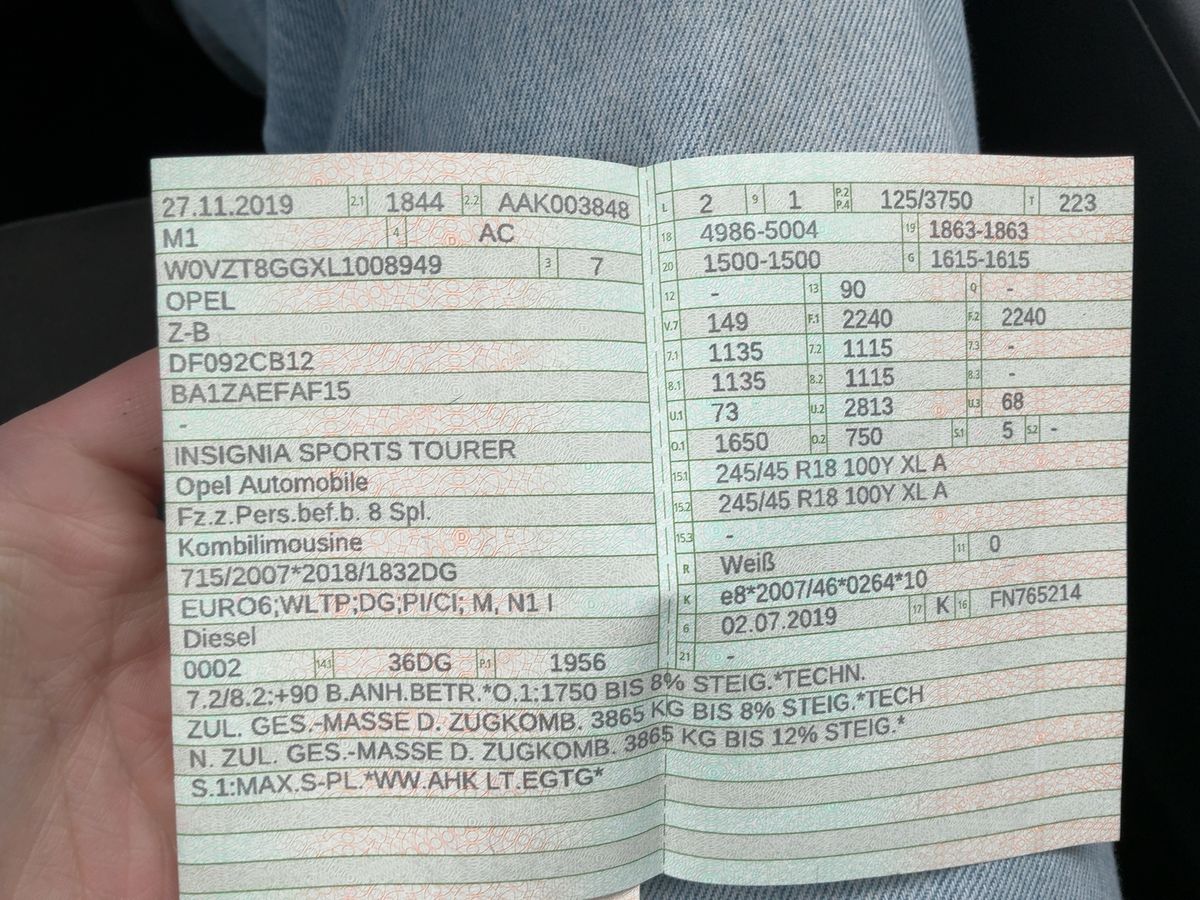 27.11.2019 2.1 1844 2.2 AAK003848
M1 4 AC
W0VZT8GGXL1008949 3 7
OPEL
Z-B
DF092CB12
BA1ZAEFAF15
-
INSIGNIA SPORTS TOURER
Opel Automobile
Fz.z.Pers.bef.b. 8 Spl.
Kombilimousine
715/2007*2018/1832DG
EURO6;WLTP;DG;PI/CI; M, N1 I
Diesel
0002 14.1 36DG P.1 1956
L 2 9 1 P.2 P.4 125/3750 T 223
18 4986-5004 19 1863-1863
20 1500-1500 G 1615-1615
12 - 13 90 Q -
V.7 149 F.1 2240 F.2 2240
7.1 1135 7.2 1115 7.3 -
8.1 1135 8.2 1115 8.3 -
U.1 73 U.2 2813 U.3 68
O.1 1650 O.2 750 S.1 5 S.2 -
15.1 245/45 R18 100Y XL A
15.2 245/45 R18 100Y XL A
15.3 -
R Weiß 11 0
K e8*2007/46*0264*10
6 02.07.2019 17 K 16 FN765214
21 -
7.2/8.2:+90 B.ANH.BETR.*O.1:1750 BIS 8% STEIG.*TECHN.
ZUL. GES.-MASSE D. ZUGKOMB. 3865 KG BIS 8% STEIG.*TECH
N. ZUL. GES.-MASSE D. ZUGKOMB. 3865 KG BIS 12% STEIG.*
S.1:MAX.S-PL.*WW.AHK LT.EGTG*